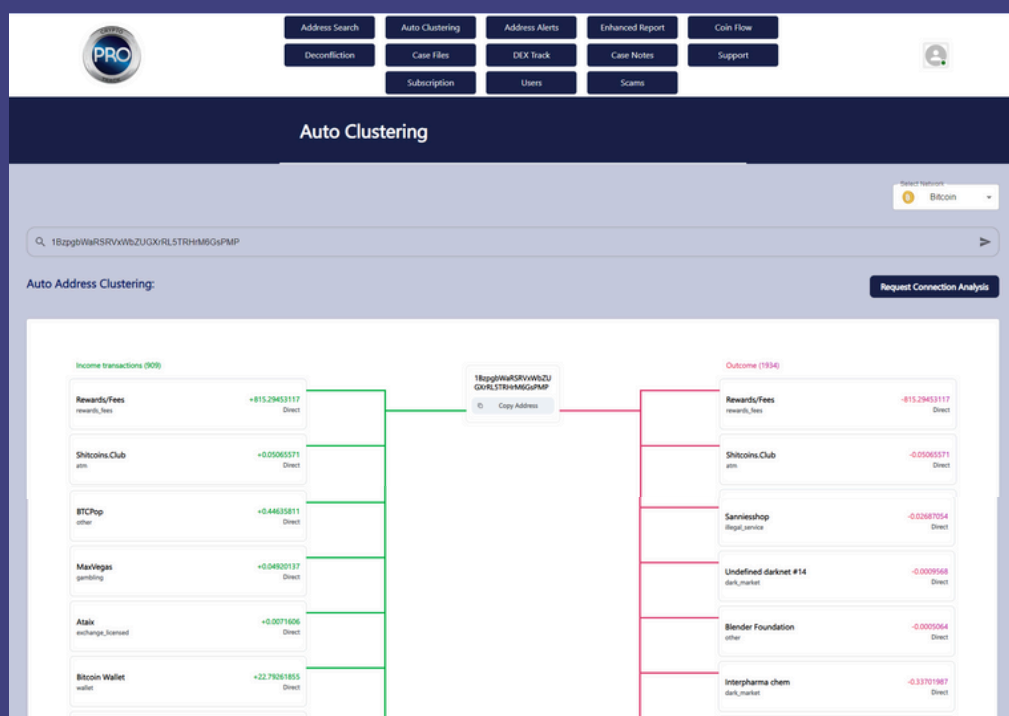 CRYPTO
PRO
TRACK
Address Search
Auto Clustering
Address Alerts
Enhanced Report
Coin Flow
Deconfliction
Case Files
DEX Track
Case Notes
Support
Subscription
Users
Scams
Auto Clustering
Select Network
Bitcoin
1BzpgbWaRSRVxWbZUGXrRL5TRHrM6GsPMP
Auto Address Clustering:
Request Connection Analysis
Income transactions (909)
Rewards/Fees
+815.29453117
rewards_fees
Direct
Shitcoins.Club
+0.05065571
atm
Direct
BTCPop
+0.44635811
other
Direct
MaxVegas
+0.04920137
gambling
Direct
Ataix
+0.0071606
exchange_licensed
Direct
Bitcoin Wallet
+22.79261855
wallet
Direct
1BzpgbWaRSRVxWbZU
GXrRL5TRHrM6GsPMP
Copy Address
Outcome (1934)
Rewards/Fees
-815.29453117
rewards_fees
Direct
Shitcoins.Club
-0.05065571
atm
Direct
Sanniesshop
-0.02687054
illegal_service
Direct
Undefined darknet #14
-0.0009568
dark_market
Direct
Blender Foundation
-0.0005064
other
Direct
Interpharma chem
-0.33701987
dark_market
Direct